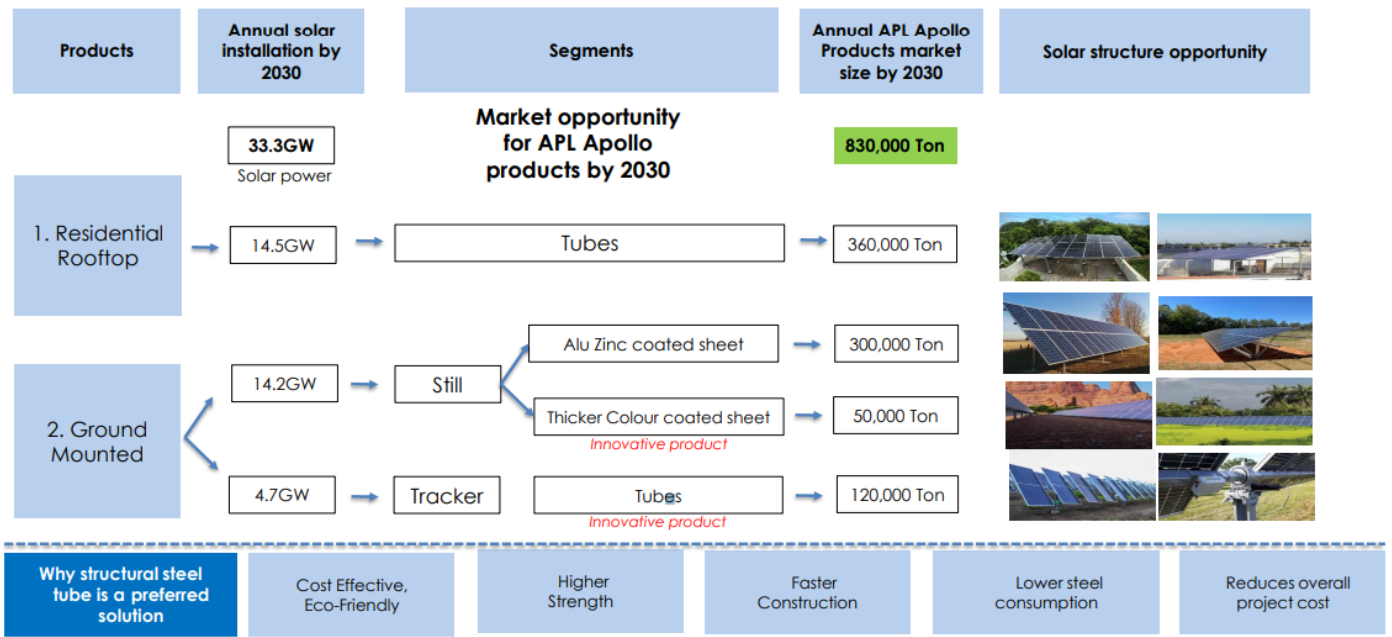 Products
Annual solar
installation by
2030
Segments
Annual APL Apollo
Products market
size by 2030
Solar structure opportunity
33.3GW
Solar power
Market opportunity
for APL Apollo
products by 2030
830,000 Ton
1. Residential
Rooftop
14.5GW
Tubes
360,000 Ton
2. Ground
Mounted
14.2GW
Still
Alu Zinc coated sheet
300,000 Ton
Thicker Colour coated sheet
Innovative product
50,000 Ton
4.7GW
Tracker
Tubes
Innovative product
120,000 Ton
Why structural steel
tube is a preferred
solution
Cost Effective,
Eco-Friendly
Higher
Strength
Faster
Construction
Lower steel
consumption
Reduces overall
project cost